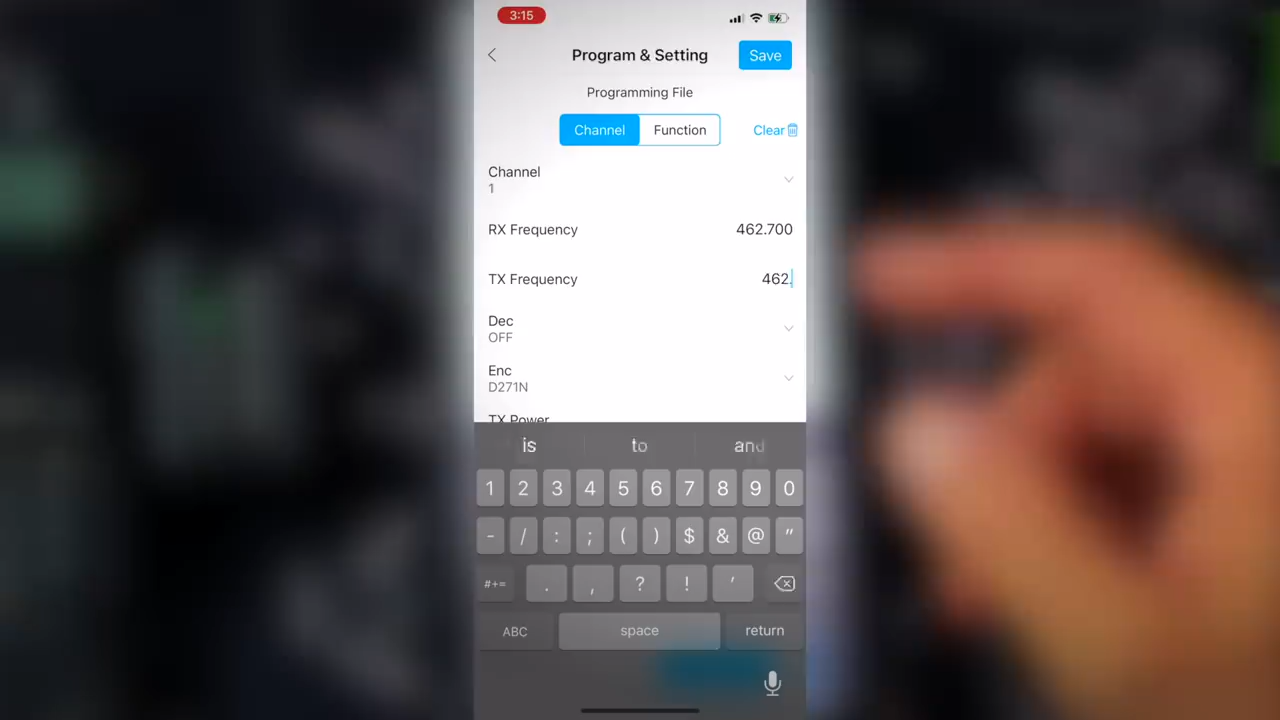 3:15
Program & Setting
Save
Programming File
Channel
Function
Clear
Channel
1
RX Frequency
462.700
TX Frequency
462.
Dec
OFF
Enc
D271N
TX Power
is
to
and
1 2 3 4 5 6 7 8 9 0
- / : ; ( ) $ & @ "
#+= . , ? ! '
ABC
space
return